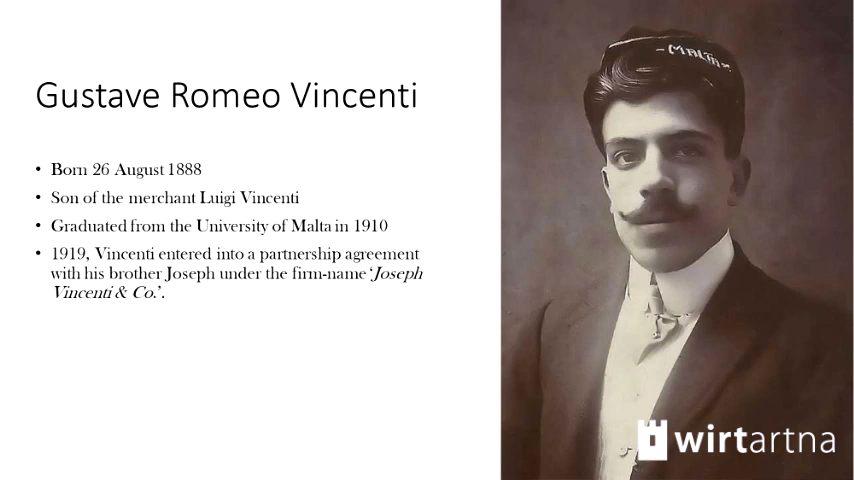 Gustave Romeo Vincenti
• Born 26 August 1888
• Son of the merchant Luigi Vincenti
• Graduated from the University of Malta in 1910
• 1919, Vincenti entered into a partnership agreement
with his brother Joseph under the firm-name ‘Joseph
Vincenti & Co.’.
-MALTA-
wirtartna